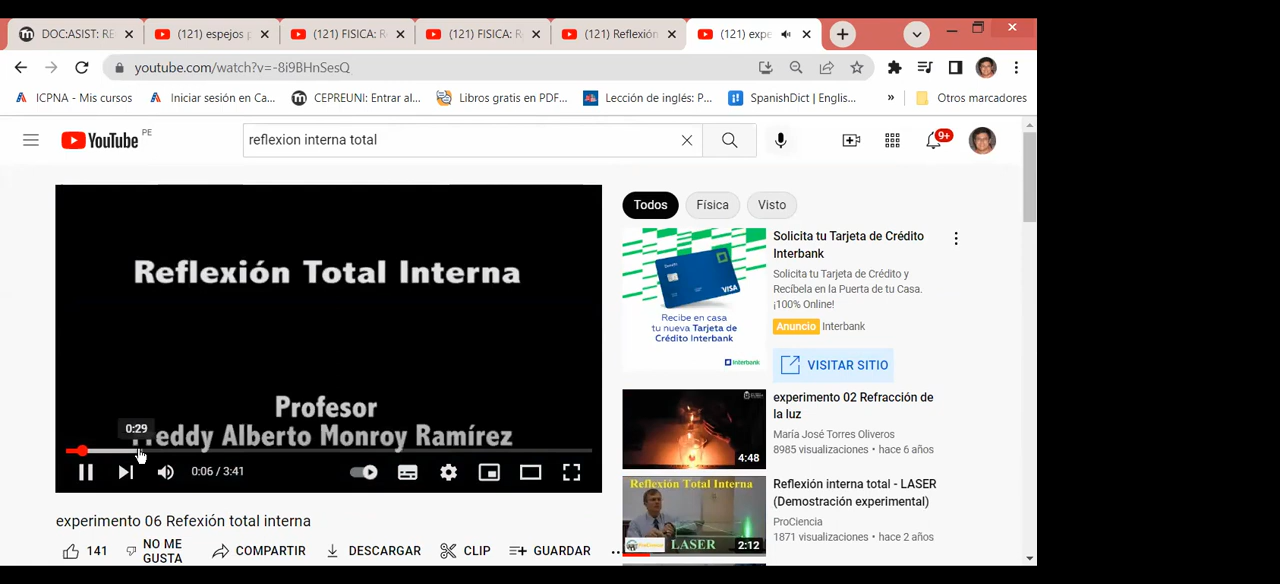 DOC:ASIST: RE
(121) espejos p
(121) FISICA: R
(121) FISICA: R
(121) Reflexión
(121) expe
youtube.com/watch?v=-8i9BHnSesQ
ICPNA - Mis cursos
Iniciar sesión en Ca...
CEPREUNI: Entrar al...
Libros gratis en PDF...
Lección de inglés: P...
SpanishDict | Englis...
»
Otros marcadores
YouTube PE
reflexion interna total
9+
Reflexión Total Interna
Profesor
Freddy Alberto Monroy Ramírez
0:29
0:06 / 3:41
experimento 06 Refexión total interna
141
NO ME GUSTA
COMPARTIR
DESCARGAR
CLIP
GUARDAR
Todos
Física
Visto
VISA
Recibe en casa
tu nueva Tarjeta de
Crédito Interbank
Interbank
Solicita tu Tarjeta de Crédito
Interbank
Solicita tu Tarjeta de Crédito y
Recíbela en la Puerta de tu Casa.
¡100% Online!
Anuncio Interbank
VISITAR SITIO
4:48
experimento 02 Refracción de
la luz
María José Torres Oliveros
8985 visualizaciones • hace 6 años
Reflexión Total Interna
LASER
2:12
Reflexión interna total - LASER
(Demostración experimental)
ProCiencia
1871 visualizaciones • hace 2 años